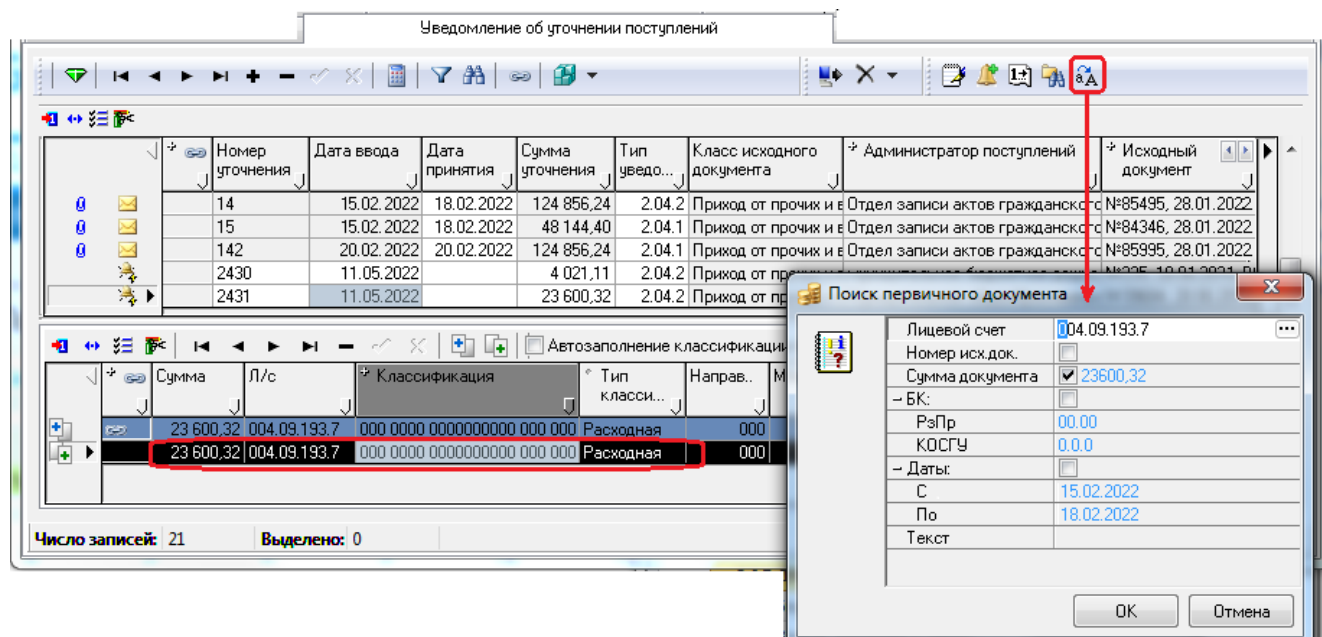 Уведомление об уточнении поступлений
Номер уточнения Дата ввода Дата принятия Сумма уточнения Тип уведо... Класс исходного документа Администратор поступлений Исходный документ
14 15.02.2022 18.02.2022 124 856,24 2.04.2 Приход от прочих и в Отдел записи актов гражданского №85495, 28.01.2022
15 15.02.2022 18.02.2022 48 144,40 2.04.1 Приход от прочих и в Отдел записи актов гражданского №84346, 28.01.2022
142 20.02.2022 20.02.2022 124 856,24 2.04.1 Приход от прочих и в Отдел записи актов гражданского №85995, 28.01.2022
2430 11.05.2022 4 021,11 2.04.2 Приход от
2431 11.05.2022 23 600,32 2.04.2 Приход от
Автозаполнение классификации
Сумма Л/с Классификация Тип класси... Направ.. М
23 600,32 004.09.193.7 000 0000 0000000000 000 000 Расходная 000
23 600,32 004.09.193.7 000 0000 0000000000 000 000 Расходная 000
Число записей: 21 Выделено: 0
Поиск первичного документа
Лицевой счет 004.09.193.7
Номер исх.док.
Сумма документа 23600,32
БК:
РзПр 00.00
КОСГУ 0.0.0
Даты:
С 15.02.2022
По 18.02.2022
Текст
OK Отмена